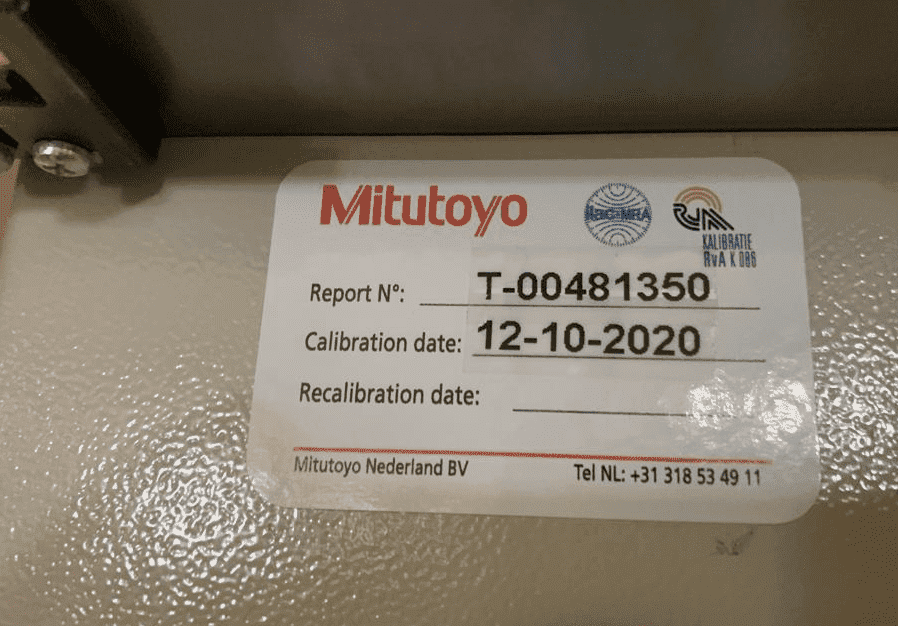 Mitutoyo
ilac-MRA
RvA
KALIBRATIE
RvA K 086
Report N°: T-00481350
Calibration date: 12-10-2020
Recalibration date:
Mitutoyo Nederland BV Tel NL: +31 318 53 49 11